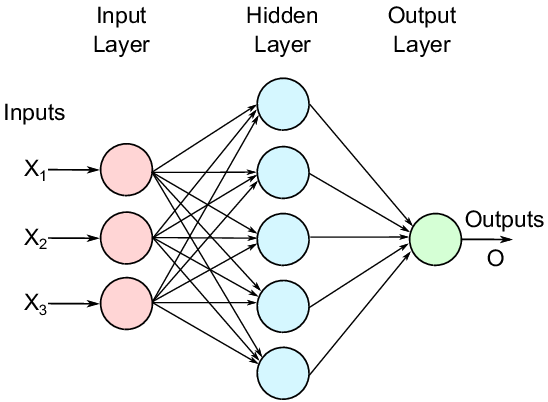 Input
Layer
Hidden
Layer
Output
Layer
Inputs
X₁
X₂
X₃
Outputs
O